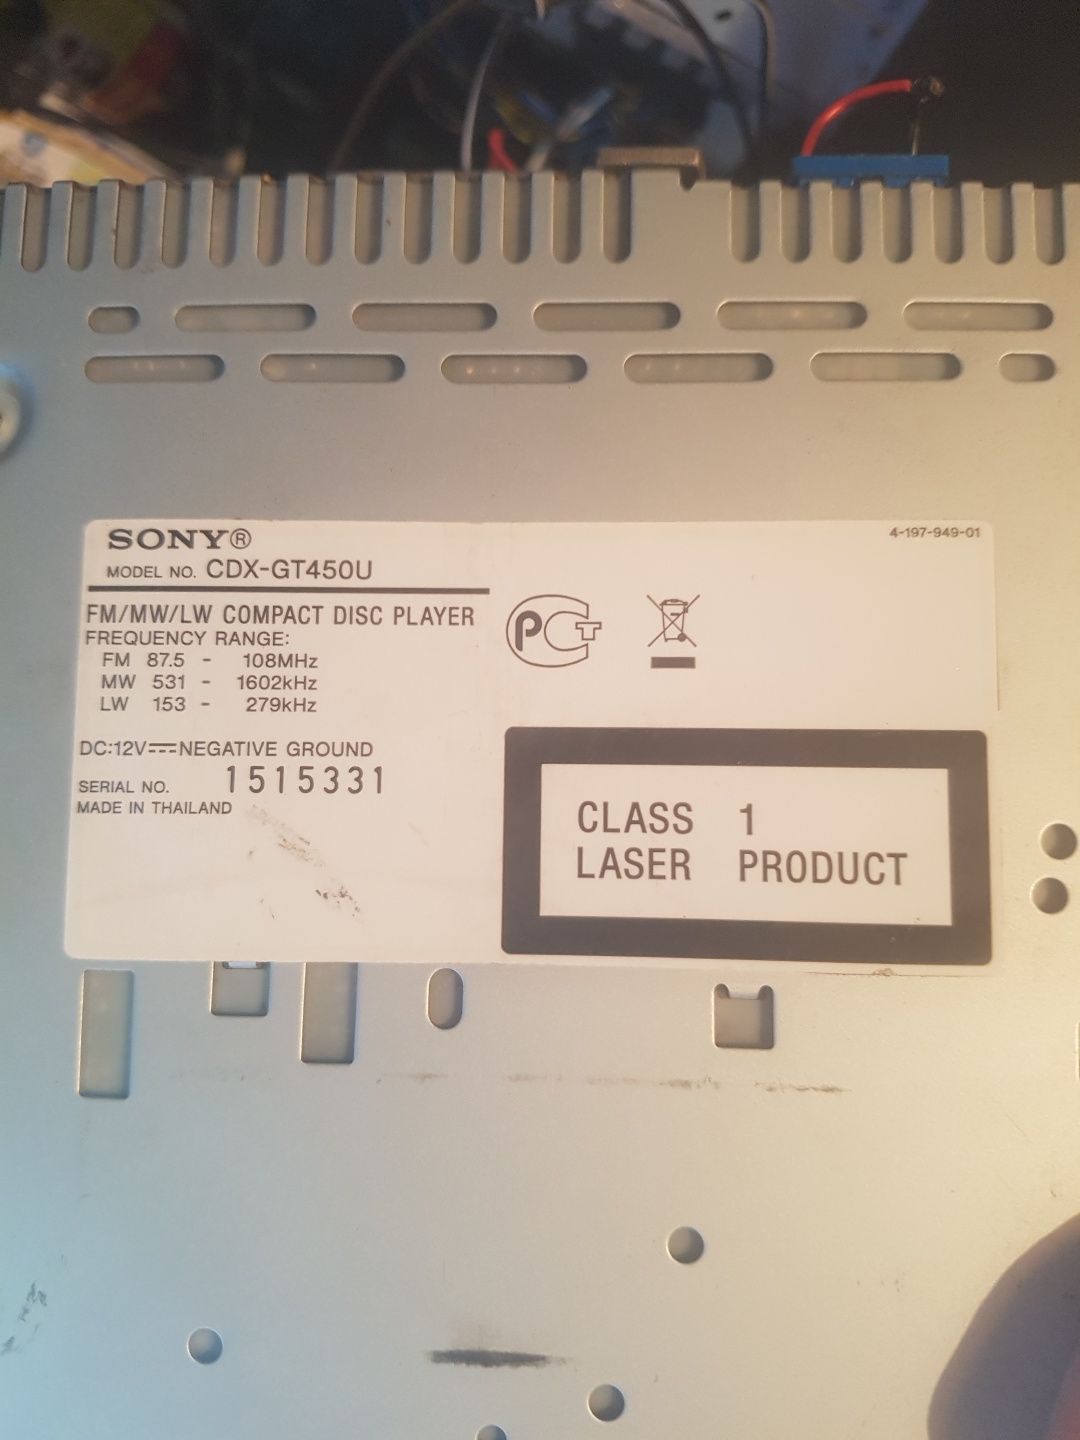 SONY®
MODEL NO. CDX-GT450U
FM/MW/LW COMPACT DISC PLAYER
FREQUENCY RANGE:
FM 87.5 - 108MHz
MW 531 - 1602kHz
LW 153 - 279kHz
DC:12V⎓NEGATIVE GROUND
SERIAL NO. 1515331
MADE IN THAILAND
4-197-949-01
PCT
CLASS 1
LASER PRODUCT